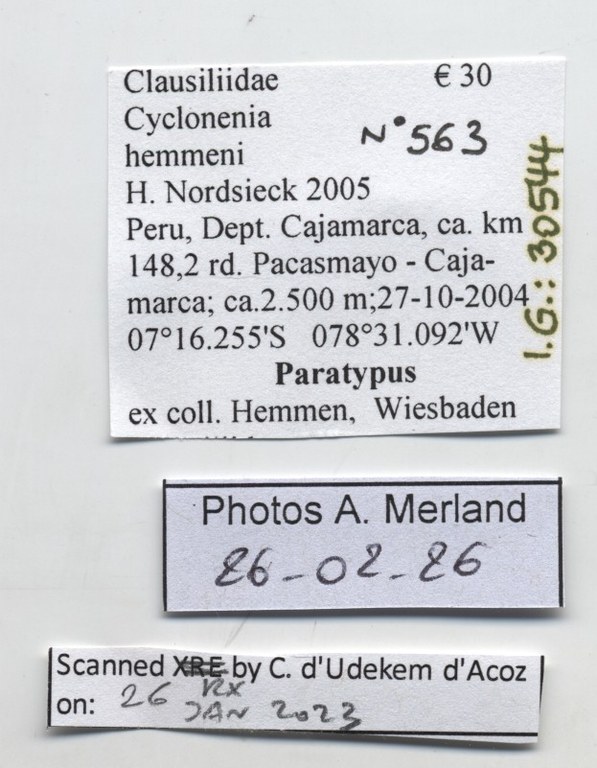 Clausiliidae € 30
Cyclonenia
hemmeni N°563
H. Nordsieck 2005
Peru, Dept. Cajamarca, ca. km
148,2 rd. Pacasmayo - Caja-
marca; ca.2.500 m;27-10-2004
07°16.255'S 078°31.092'W
Paratypus
ex coll. Hemmen, Wiesbaden
I.G.: 30544
Photos A. Merland
26-02-26
Scanned XRE by C. d'Udekem d'Acoz
RX
on: 26 JAN 2023